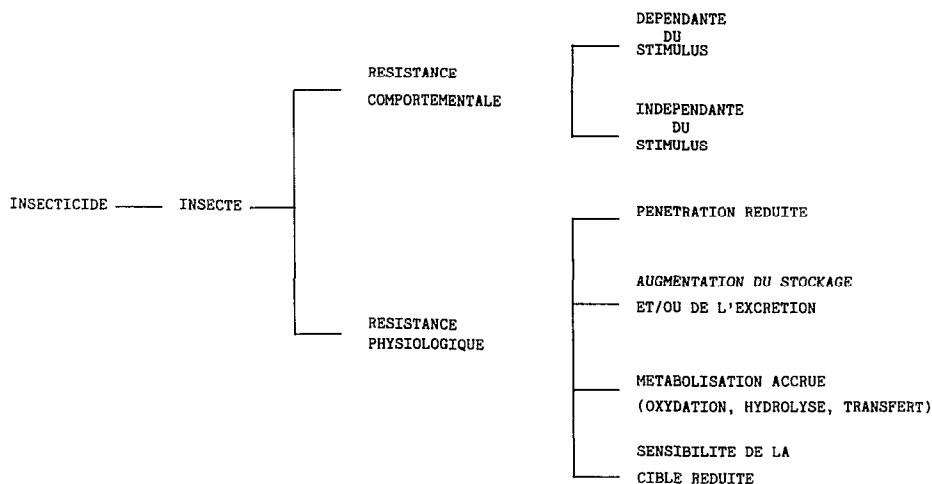 DEPENDANTE
DU
STIMULUS
RESISTANCE
COMPORTEMENTALE
INDEPENDANTE
DU
STIMULUS
INSECTICIDE
INSECTE
PENETRATION REDUITE
AUGMENTATION DU STOCKAGE
ET/OU DE L'EXCRETION
RESISTANCE
PHYSIOLOGIQUE
METABOLISATION ACCRUE
(OXYDATION, HYDROLYSE, TRANSFERT)
SENSIBILITE DE LA
CIBLE REDUITE